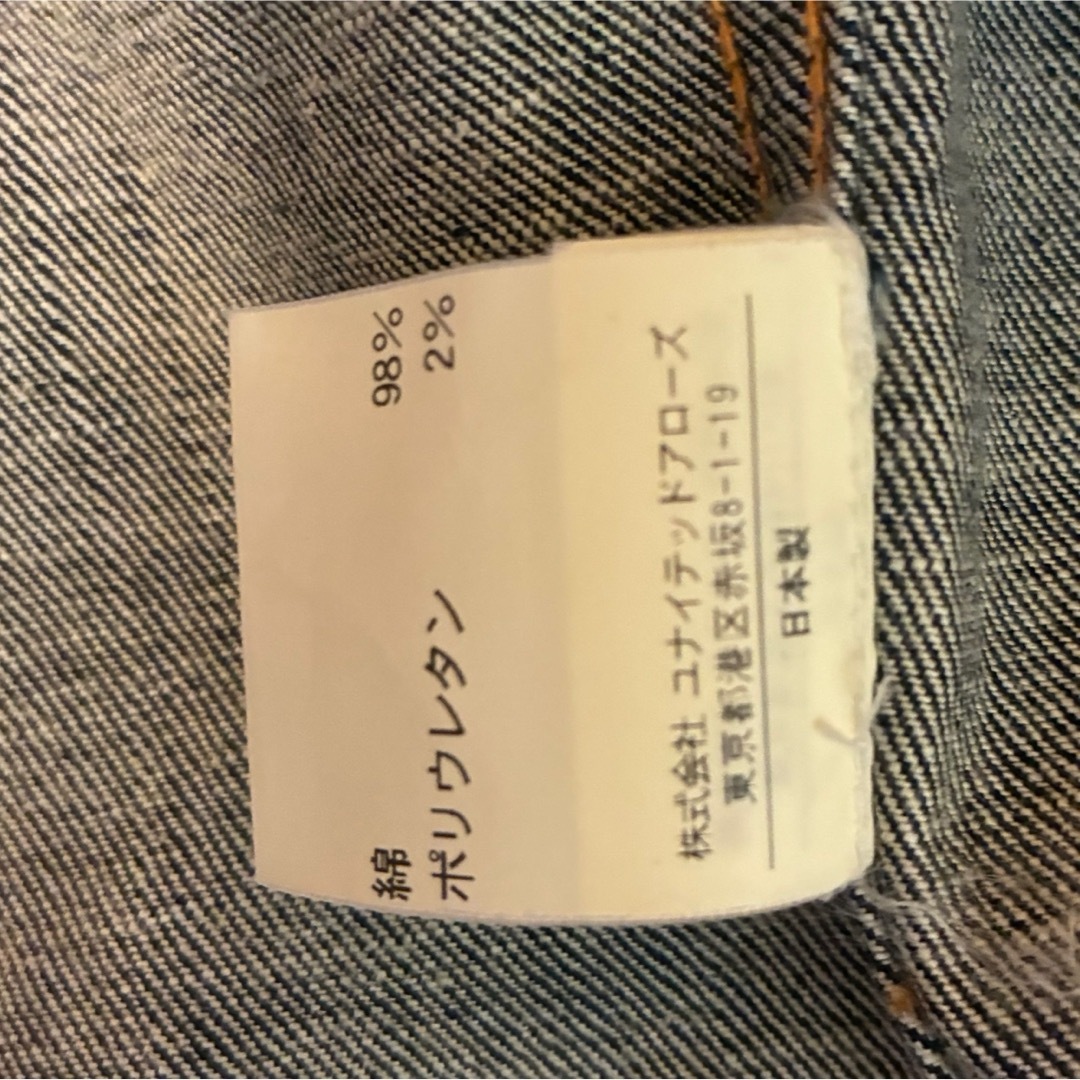 綿 98%
ポリウレタン 2%
株式会社 ユナイテッドアローズ
東京都港区赤坂8-1-19
日本製